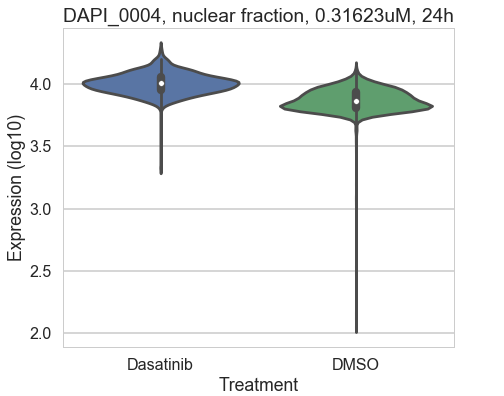 DAPI_0004, nuclear fraction, 0.31623uM, 24h
Expression (log10)
4.0
3.5
3.0
2.5
2.0
Dasatinib DMSO
Treatment